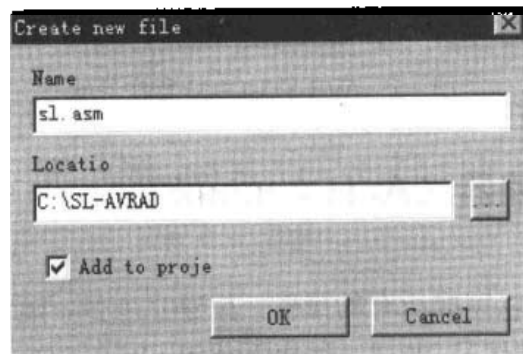 Create new file
Name
sl.asm
Locatio
C:\SL-AVRAD
...
Add to proje
OK
Cancel